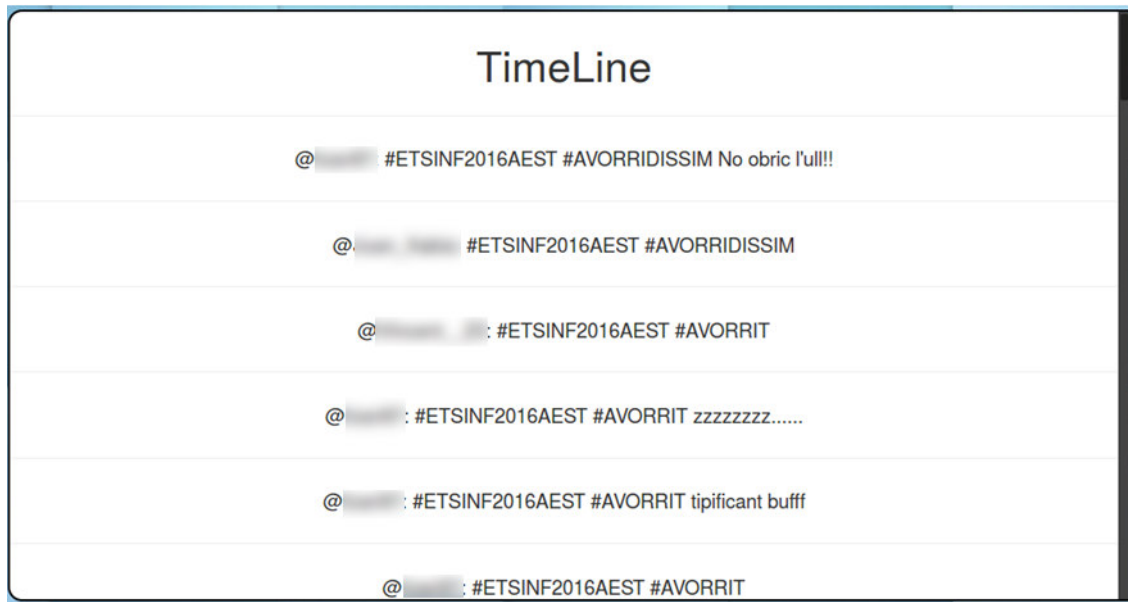 TimeLine
@ #ETSINF2016AEST #AVORRIDISSIM No obric l'ull!!
@ #ETSINF2016AEST #AVORRIDISSIM
@ : #ETSINF2016AEST #AVORRIT
@ : #ETSINF2016AEST #AVORRIT zzzzzzzz......
@ : #ETSINF2016AEST #AVORRIT tipificant bufff
@ : #ETSINF2016AEST #AVORRIT